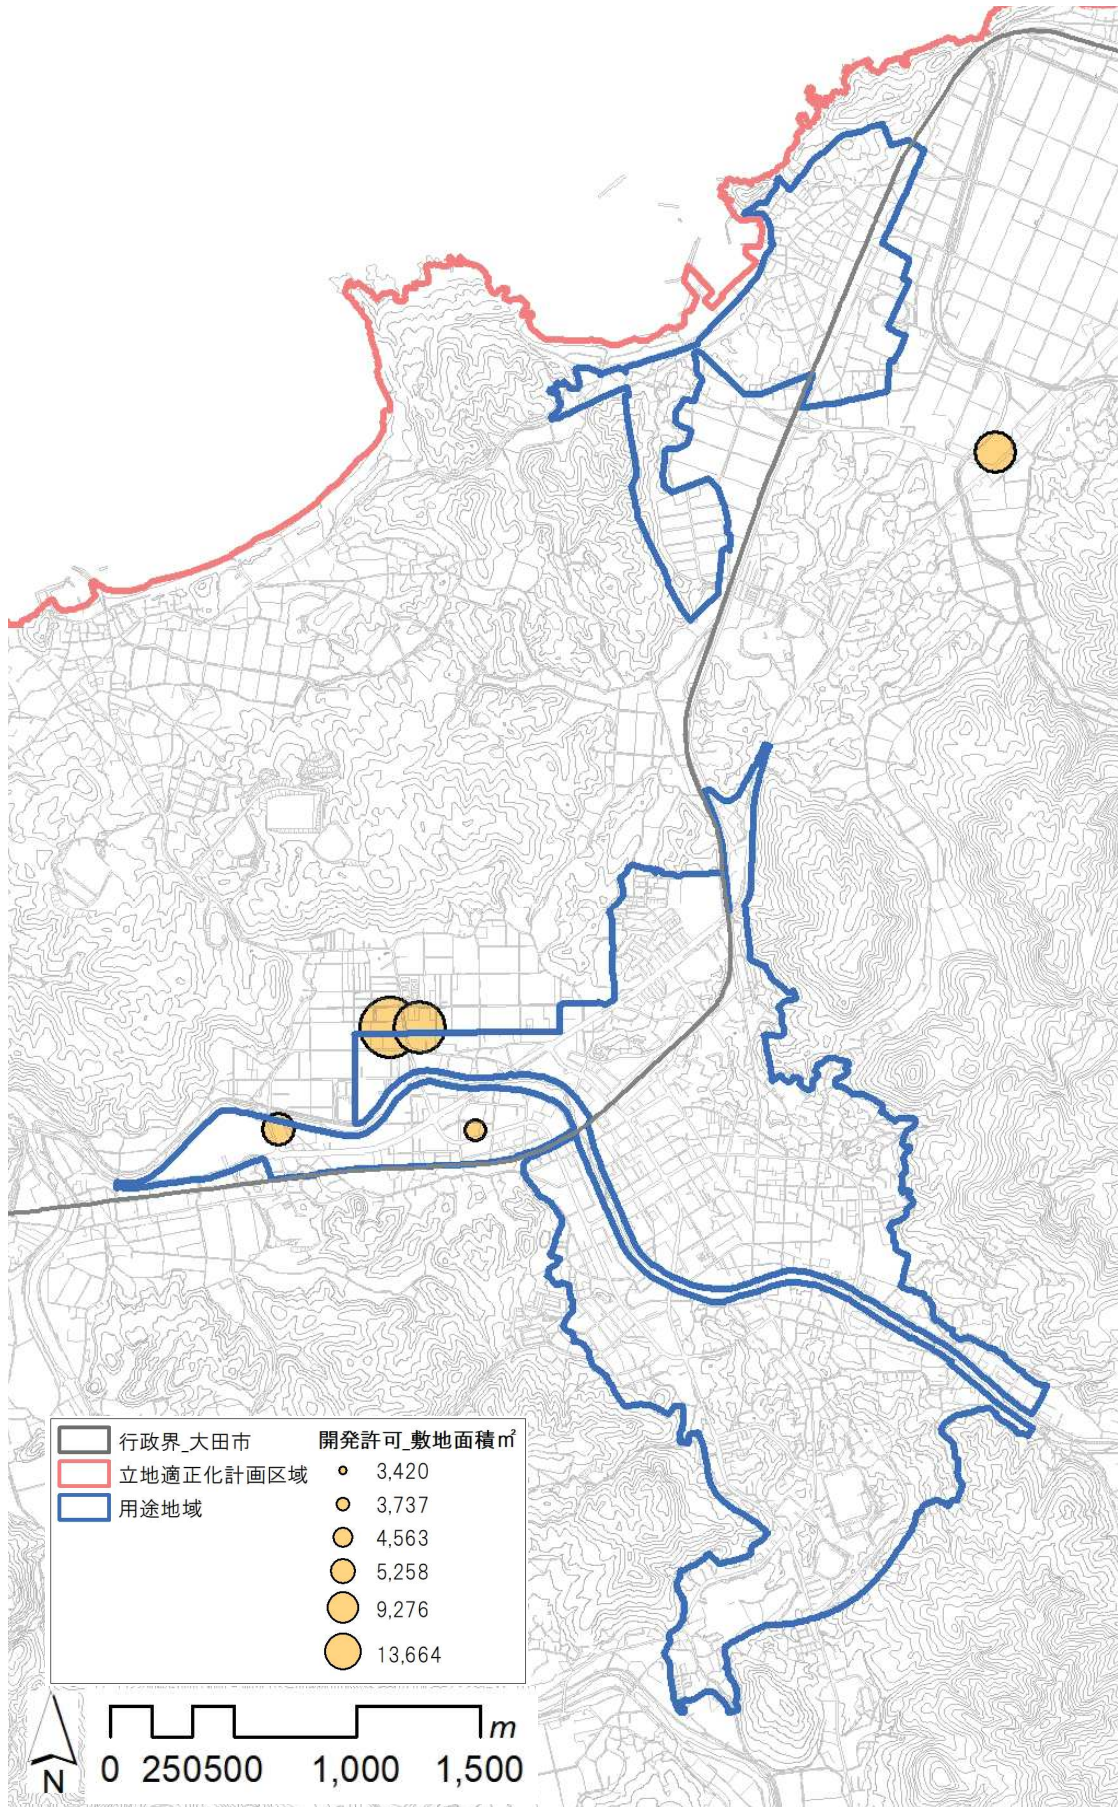 行政界_大田市
立地適正化計画区域
用途地域
開発許可_敷地面積㎡
3,420
3,737
4,563
5,258
9,276
13,664
N
0 250500 1,000 1,500 m